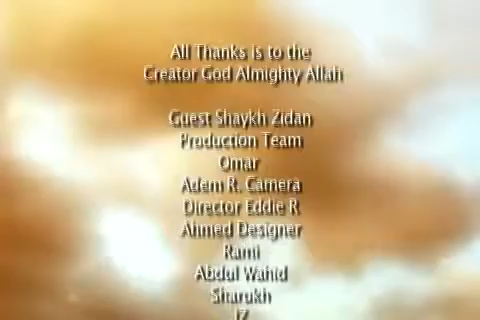 All Thanks is to the
Creator God Almighty Allah
Guest Shaykh Zidan
Production Team
Omar
Adem R. Camera
Director Eddie R
Ahmed Designer
Rami
Abdul Wahid
Sharukh
IZ